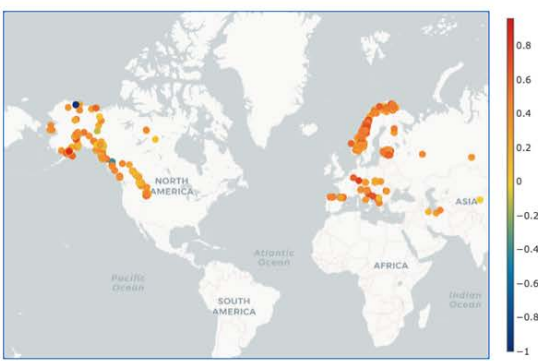 NORTH
AMERICA
ASIA
Atlantic
Ocean
AFRICA
Pacific
Ocean
SOUTH
AMERICA
Indian
Ocean
0.8
0.6
0.4
0.2
0
−0.2
−0.4
−0.6
−0.8
−1